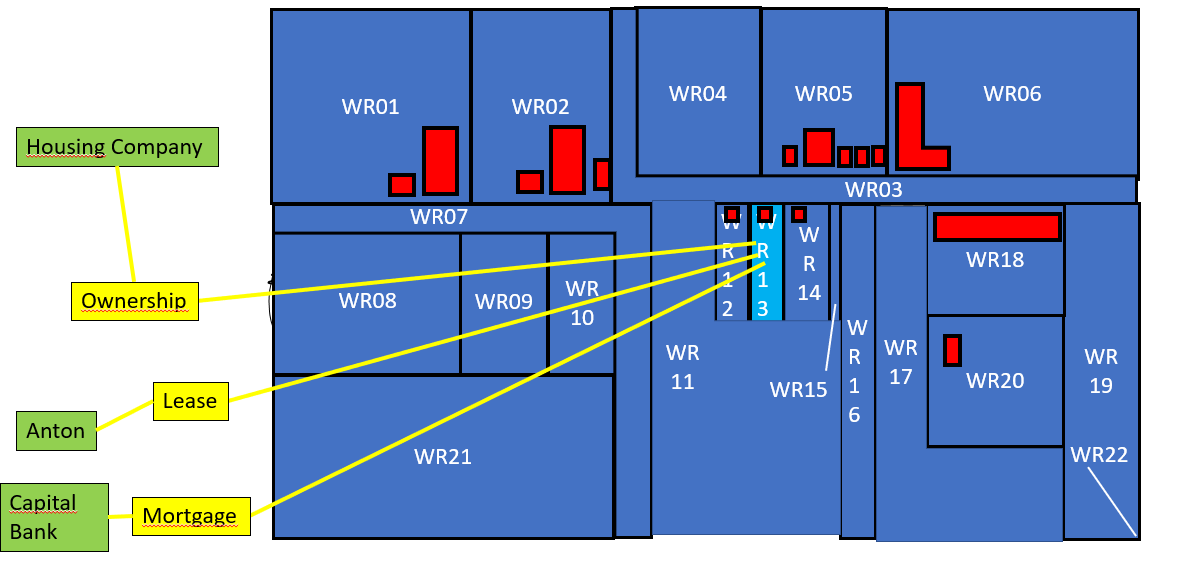 WR01
WR02
WR04
WR05
WR06
Housing Company
WR03
WR07
W
R
1
2
W
R
1
3
W
R
14
WR18
Ownership
WR08
WR09
WR
10
WR
11
WR15
W
R
1
6
WR
17
WR20
WR
19
Lease
Anton
WR21
WR22
Capital
Bank
Mortgage